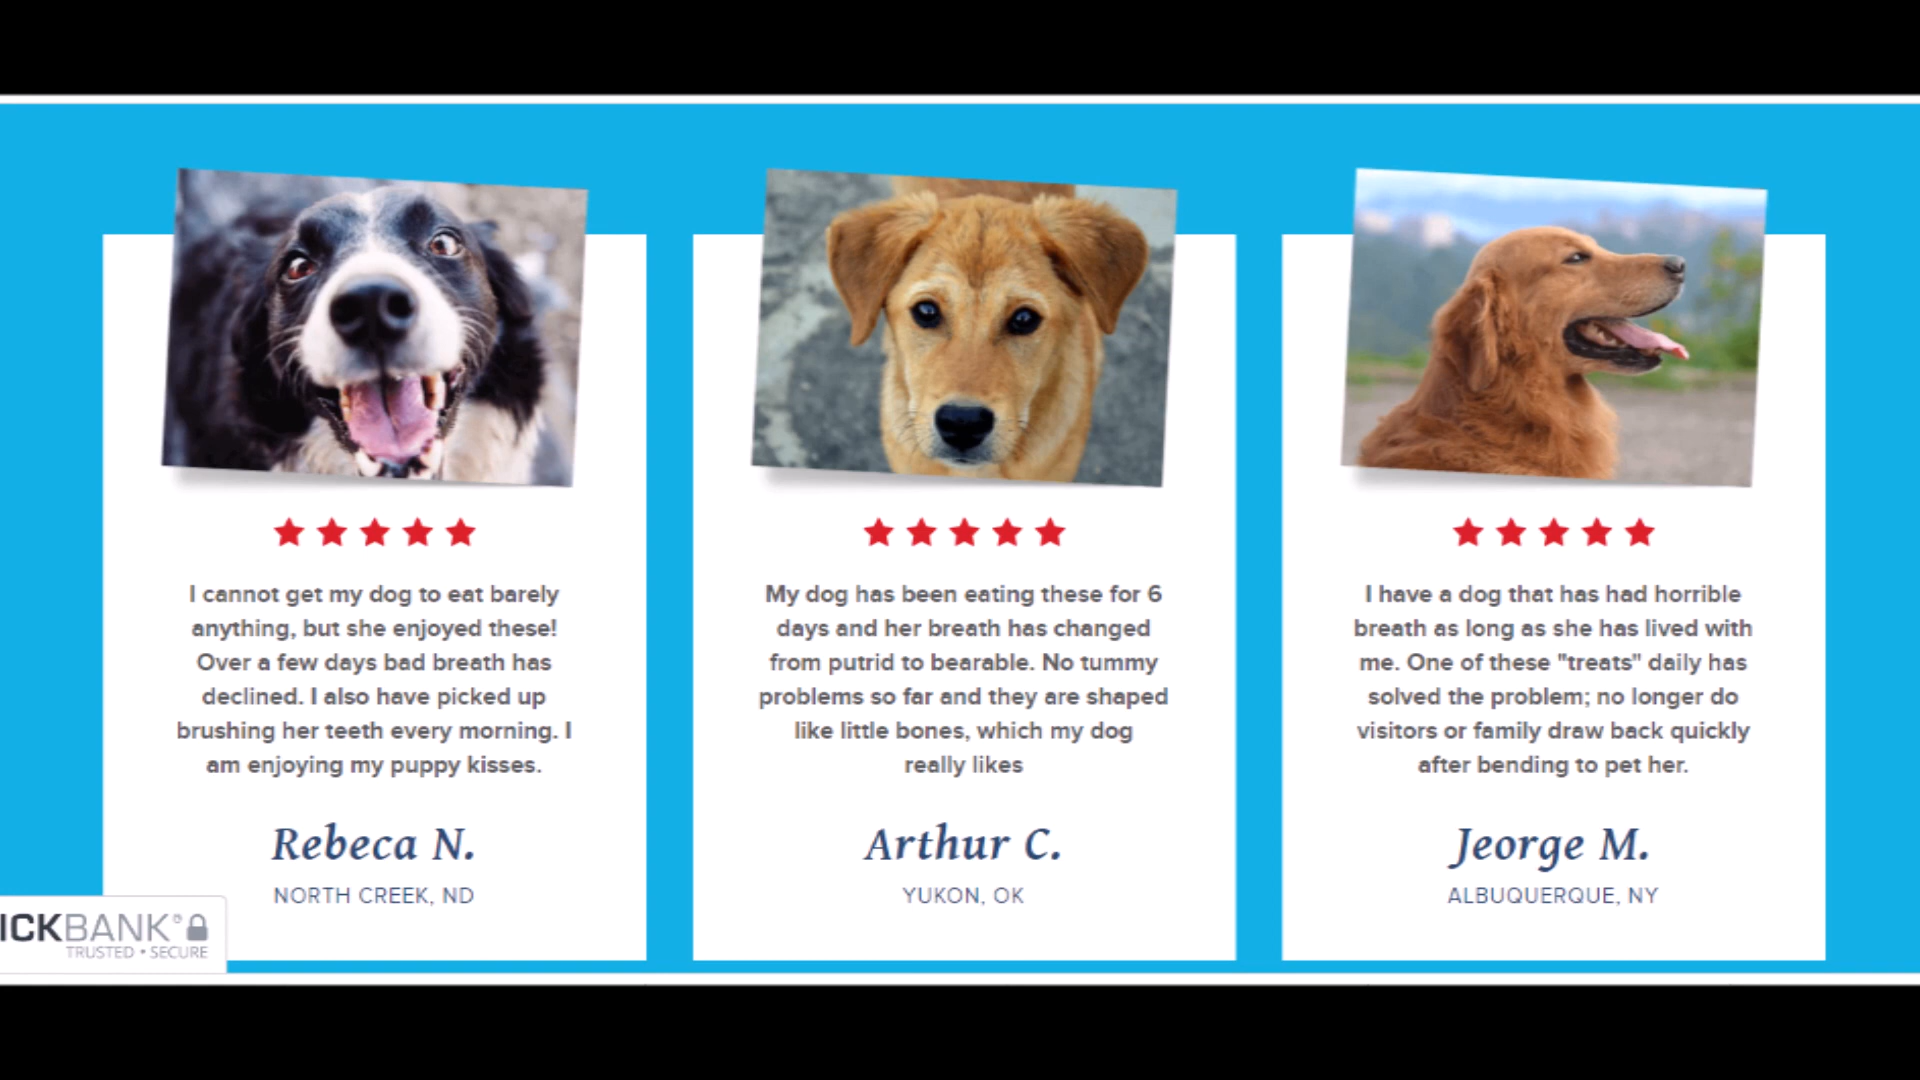 I cannot get my dog to eat barely
anything, but she enjoyed these!
Over a few days bad breath has
declined. I also have picked up
brushing her teeth every morning. I
am enjoying my puppy kisses.
Rebeca N.
NORTH CREEK, ND
My dog has been eating these for 6
days and her breath has changed
from putrid to bearable. No tummy
problems so far and they are shaped
like little bones, which my dog
really likes
Arthur C.
YUKON, OK
I have a dog that has had horrible
breath as long as she has lived with
me. One of these "treats" daily has
solved the problem; no longer do
visitors or family draw back quickly
after bending to pet her.
Jeorge M.
ALBUQUERQUE, NY
ICKBANK®
TRUSTED • SECURE